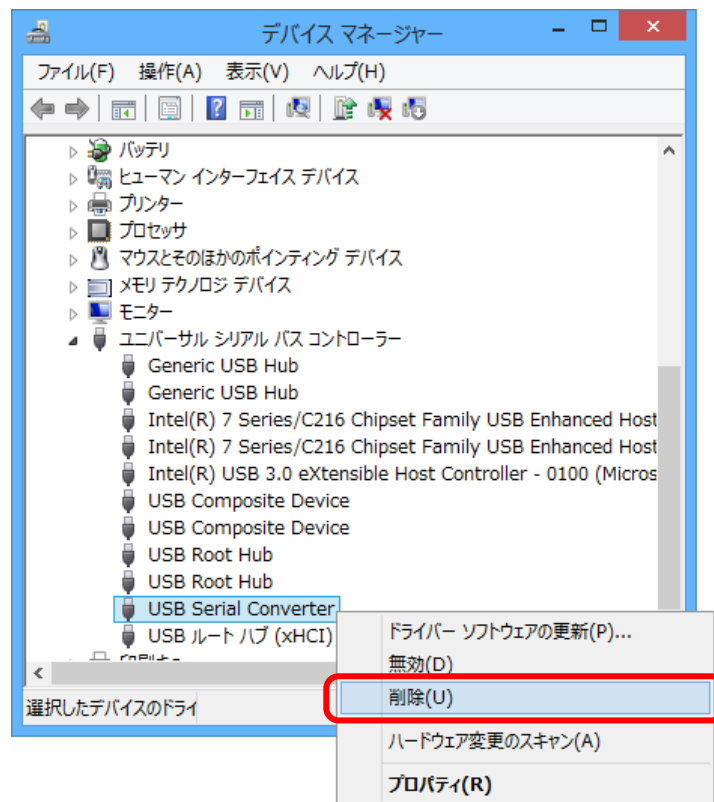 デバイス マネージャー
ファイル(F) 操作(A) 表示(V) ヘルプ(H)
バッテリ
ヒューマン インターフェイス デバイス
プリンター
プロセッサ
マウスとそのほかのポインティング デバイス
メモリ テクノロジ デバイス
モニター
ユニバーサル シリアル バス コントローラー
Generic USB Hub
Generic USB Hub
Intel(R) 7 Series/C216 Chipset Family USB Enhanced Host
Intel(R) 7 Series/C216 Chipset Family USB Enhanced Host
Intel(R) USB 3.0 eXtensible Host Controller - 0100 (Micros
USB Composite Device
USB Composite Device
USB Root Hub
USB Root Hub
USB Serial Converter
USB ルート ハブ (xHCI)
選択したデバイスのドライ
ドライバー ソフトウェアの更新(P)...
無効(D)
削除(U)
ハードウェア変更のスキャン(A)
プロパティ(R)